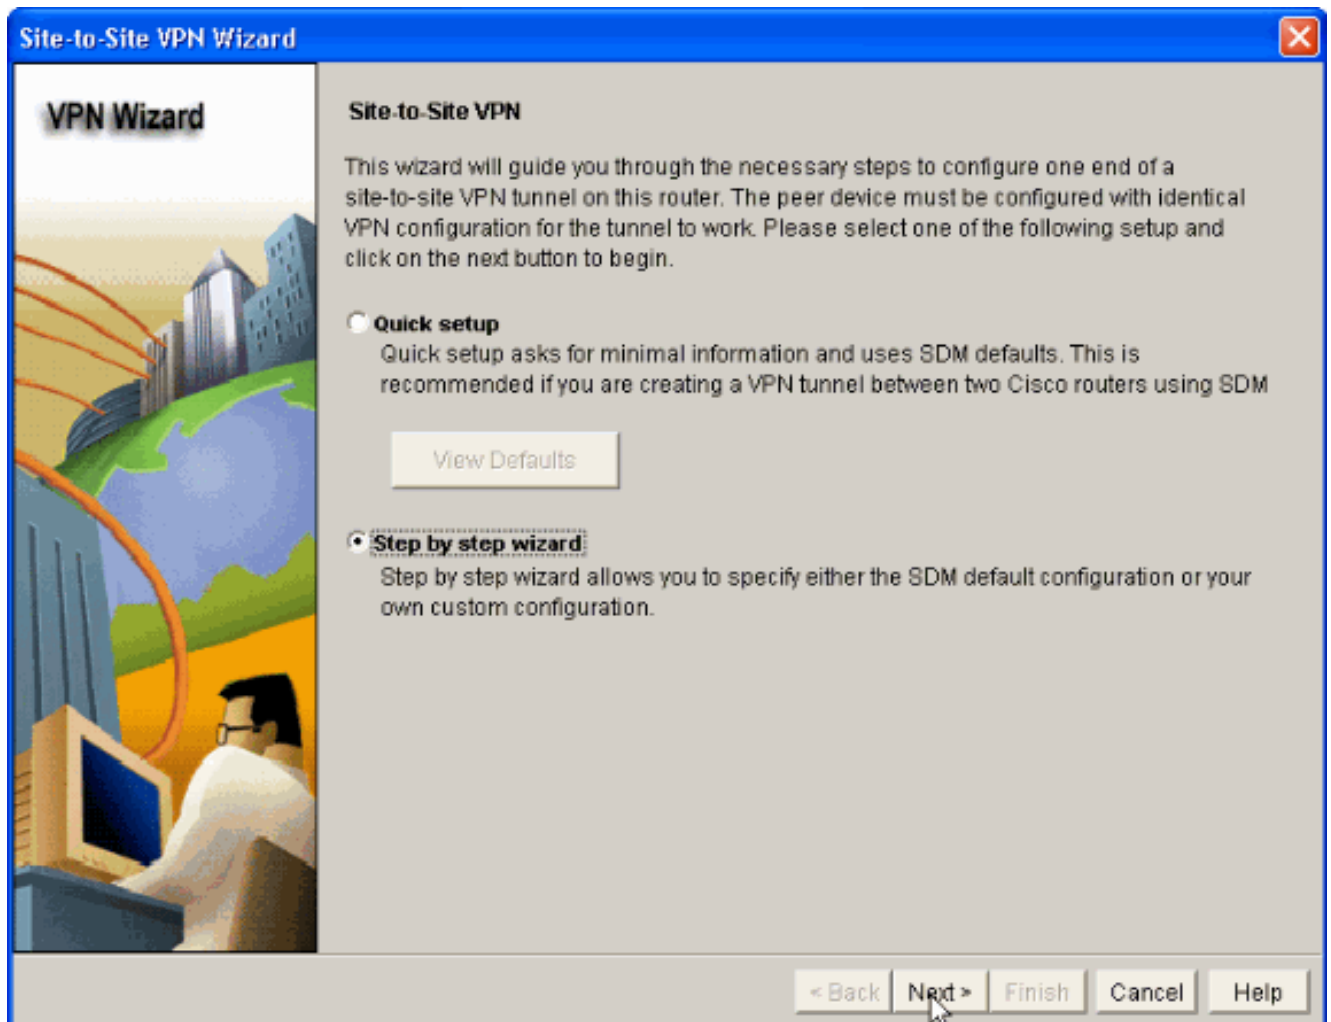 Site-to-Site VPN Wizard
VPN Wizard
Site-to-Site VPN
This wizard will guide you through the necessary steps to configure one end of a
site-to-site VPN tunnel on this router. The peer device must be configured with identical
VPN configuration for the tunnel to work. Please select one of the following setup and
click on the next button to begin.
Quick setup
Quick setup asks for minimal information and uses SDM defaults. This is
recommended if you are creating a VPN tunnel between two Cisco routers using SDM
View Defaults
Step by step wizard
Step by step wizard allows you to specify either the SDM default configuration or your
own custom configuration.
< Back Next > Finish Cancel Help